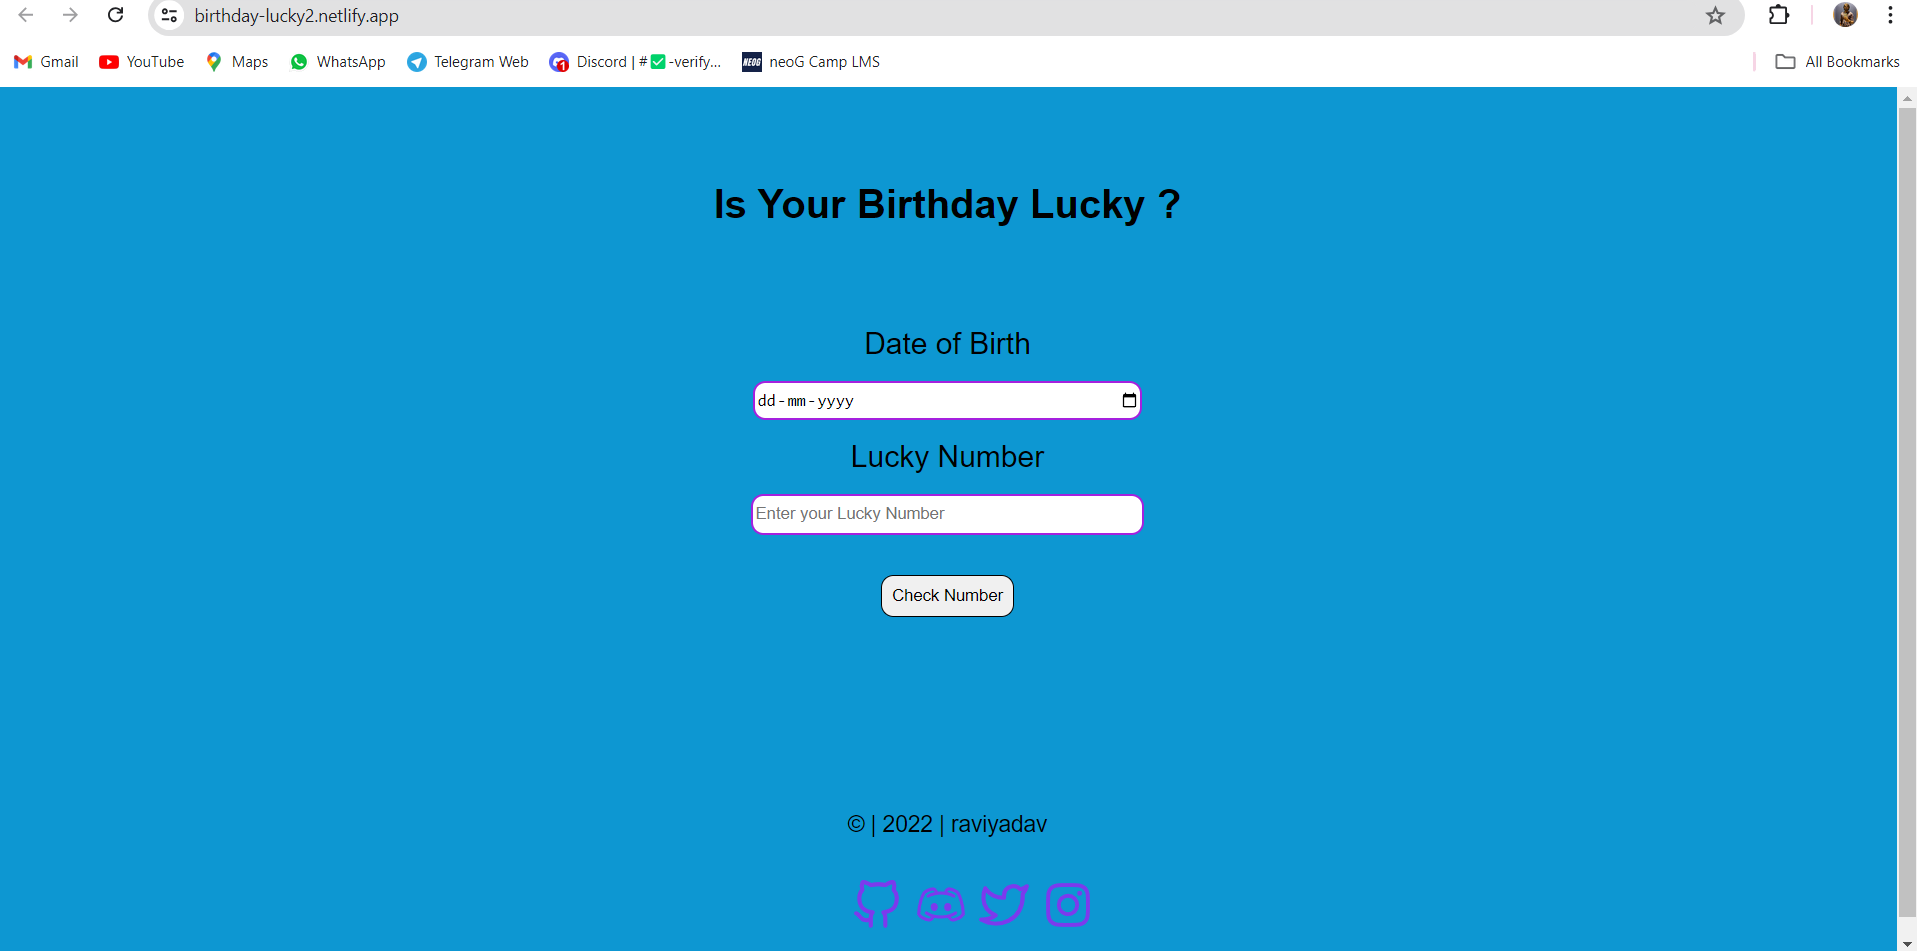 birthday-lucky2.netlify.app
Gmail YouTube Maps WhatsApp Telegram Web Discord | #✅-verify... NEOG neoG Camp LMS All Bookmarks
Is Your Birthday Lucky ?
Date of Birth
dd-mm-yyyy
Lucky Number
Enter your Lucky Number
Check Number
© | 2022 | raviyadav